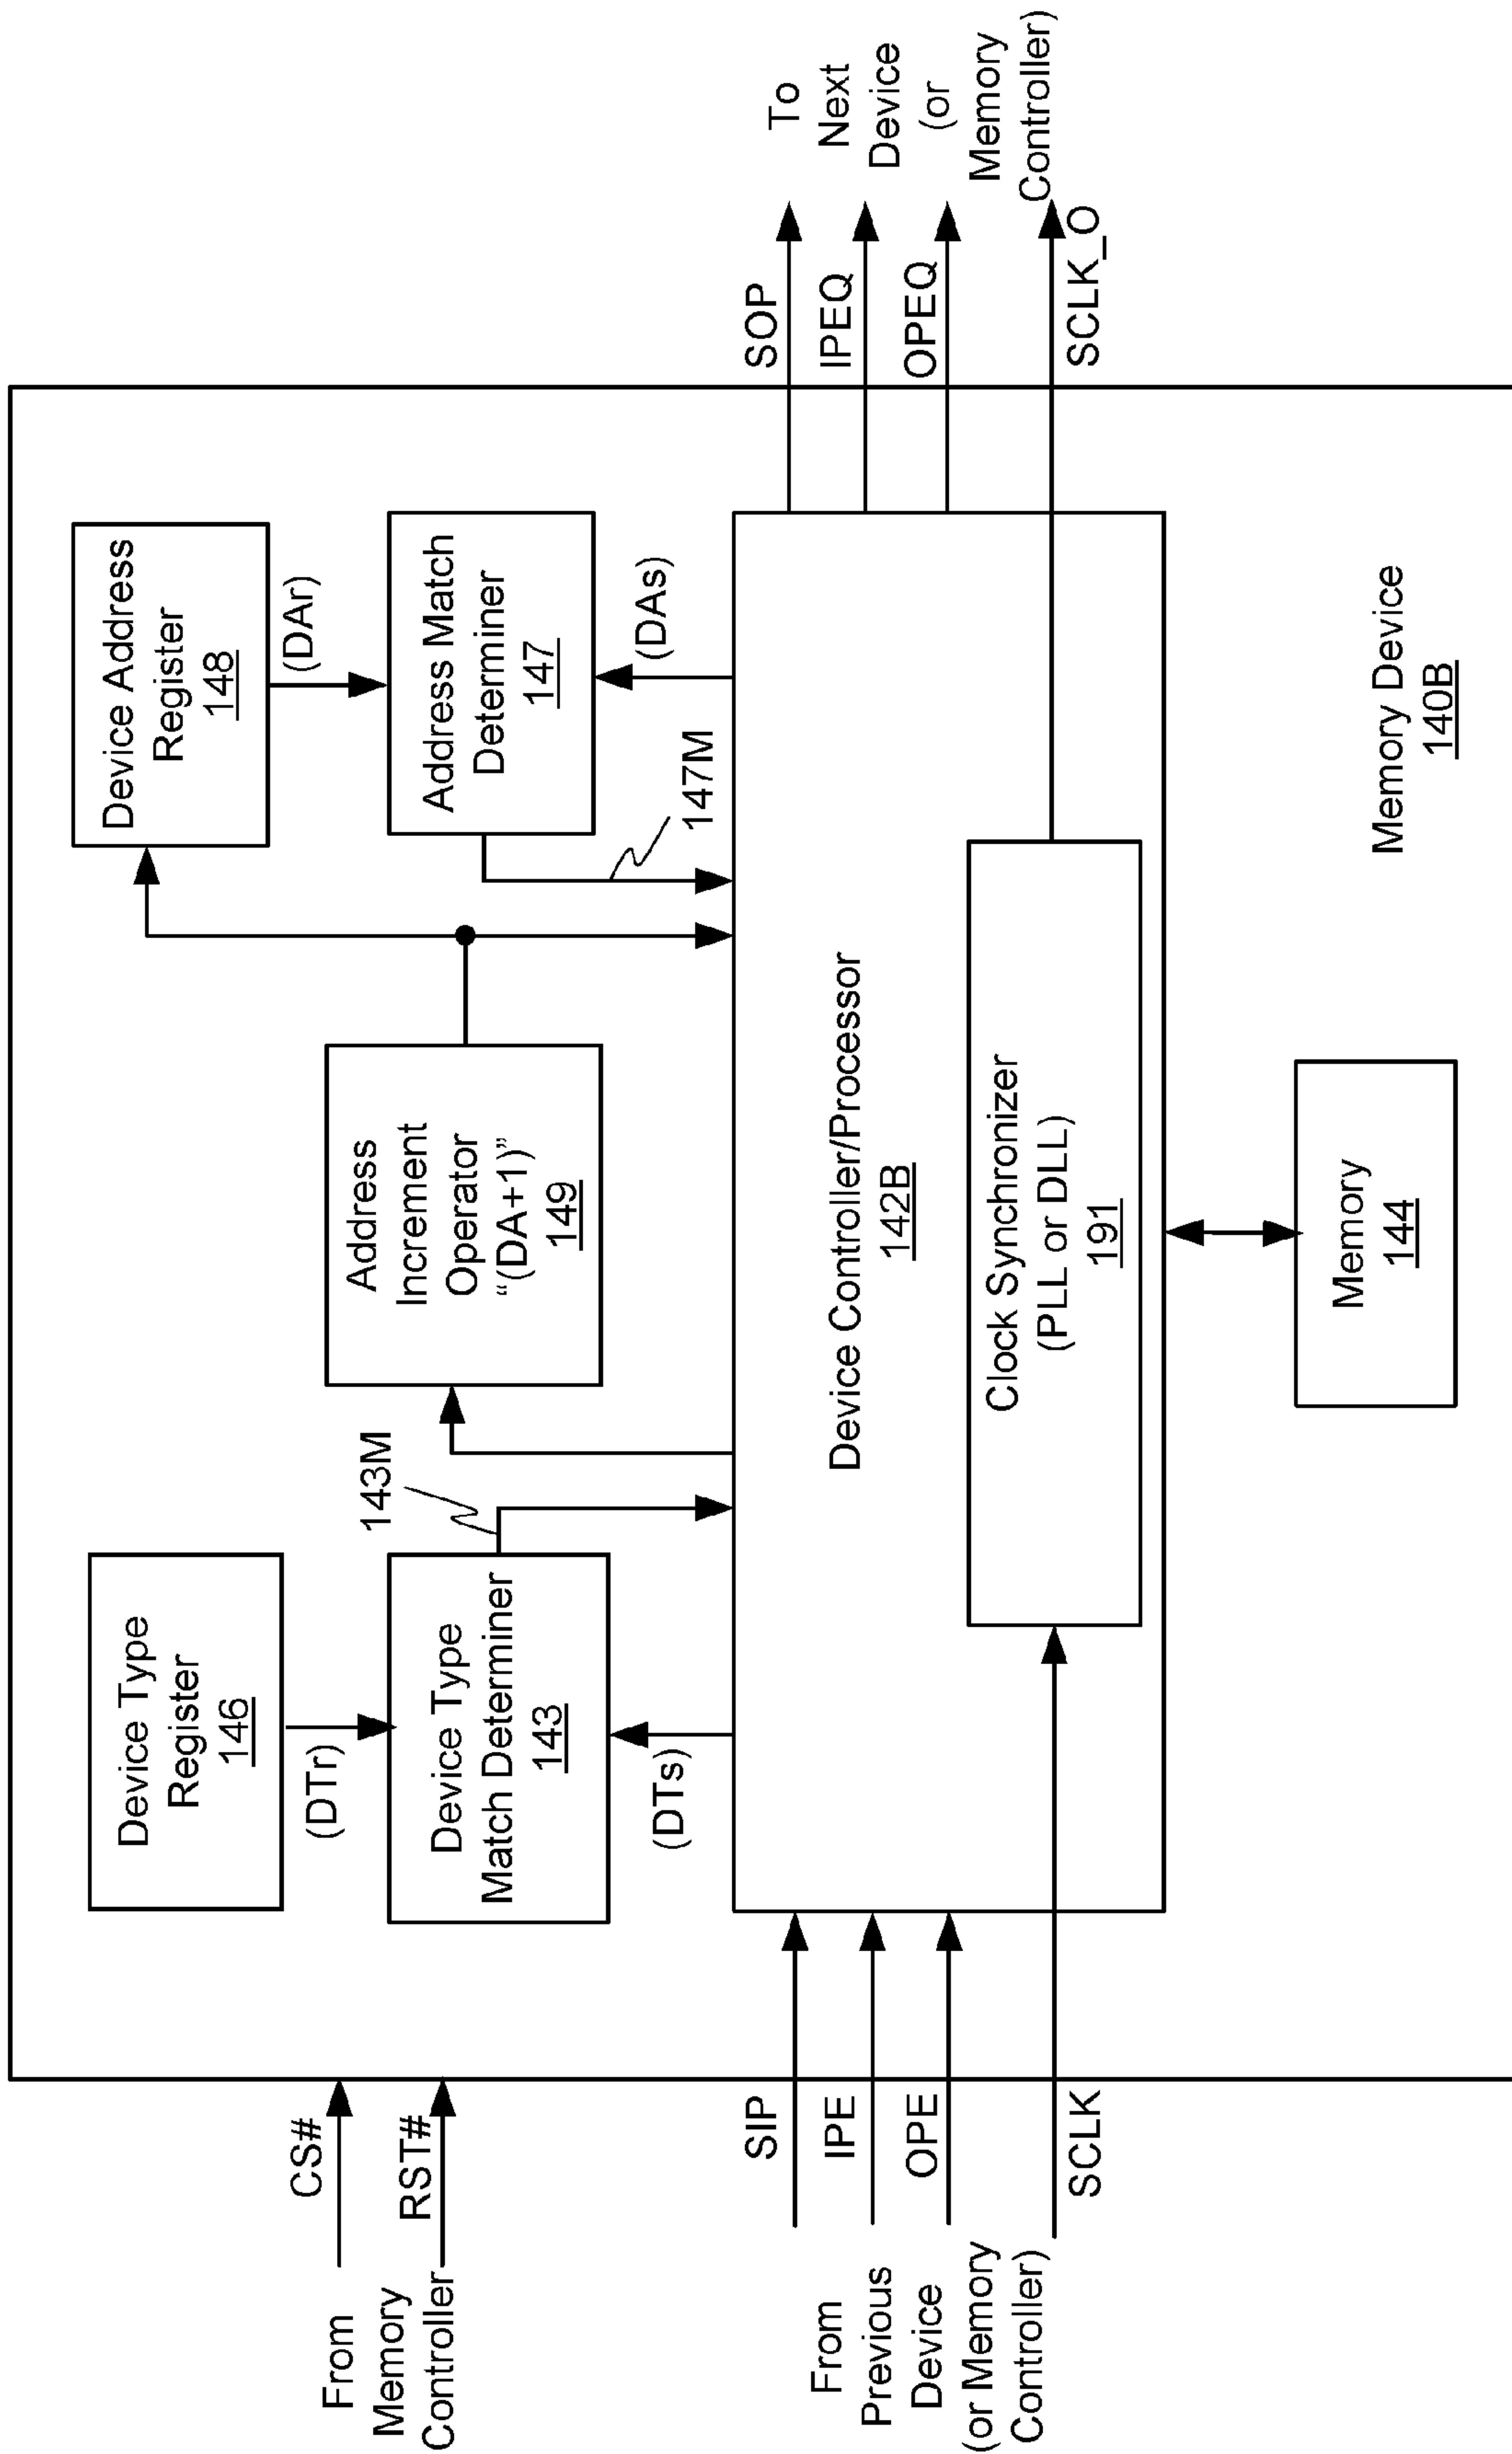 From
Memory
Controller
CS#
RST#
From
Previous
Device
(or Memory
Controller)
SIP
IPE
OPE
SCLK
Device Type
Register
146
(DTr)
Device Type
Match Determiner
143
(DTs)
143M
Address
Increment
Operator
“(DA+1)”
149
Device Address
Register
148
(DAr)
Address Match
Determiner
147
(DAs)
147M
Device Controller/Processor
142B
Clock Synchronizer
(PLL or DLL)
191
Memory
144
Memory Device
140B
SOP
IPEQ
OPEQ
SCLK_O
To
Next
Device
(or
Memory
Controller)